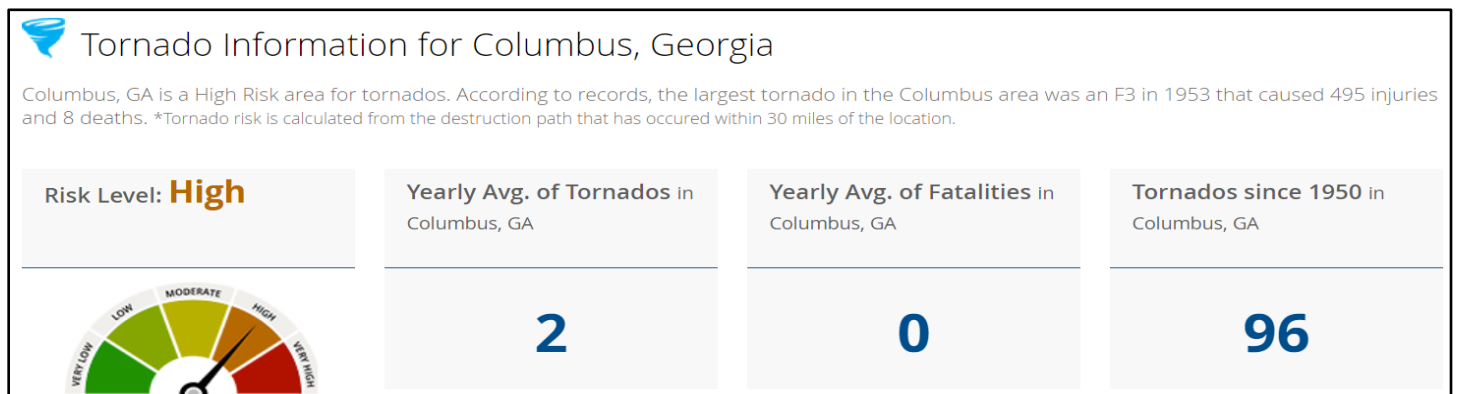 Tornado Information for Columbus, Georgia
Columbus, GA is a High Risk area for tornados. According to records, the largest tornado in the Columbus area was an F3 in 1953 that caused 495 injuries
and 8 deaths. *Tornado risk is calculated from the destruction path that has occured within 30 miles of the location.
Risk Level: High
Yearly Avg. of Tornados in
Columbus, GA
Yearly Avg. of Fatalities in
Columbus, GA
Tornados since 1950 in
Columbus, GA
VERY LOW
LOW
MODERATE
HIGH
VERY HIGH
2
0
96